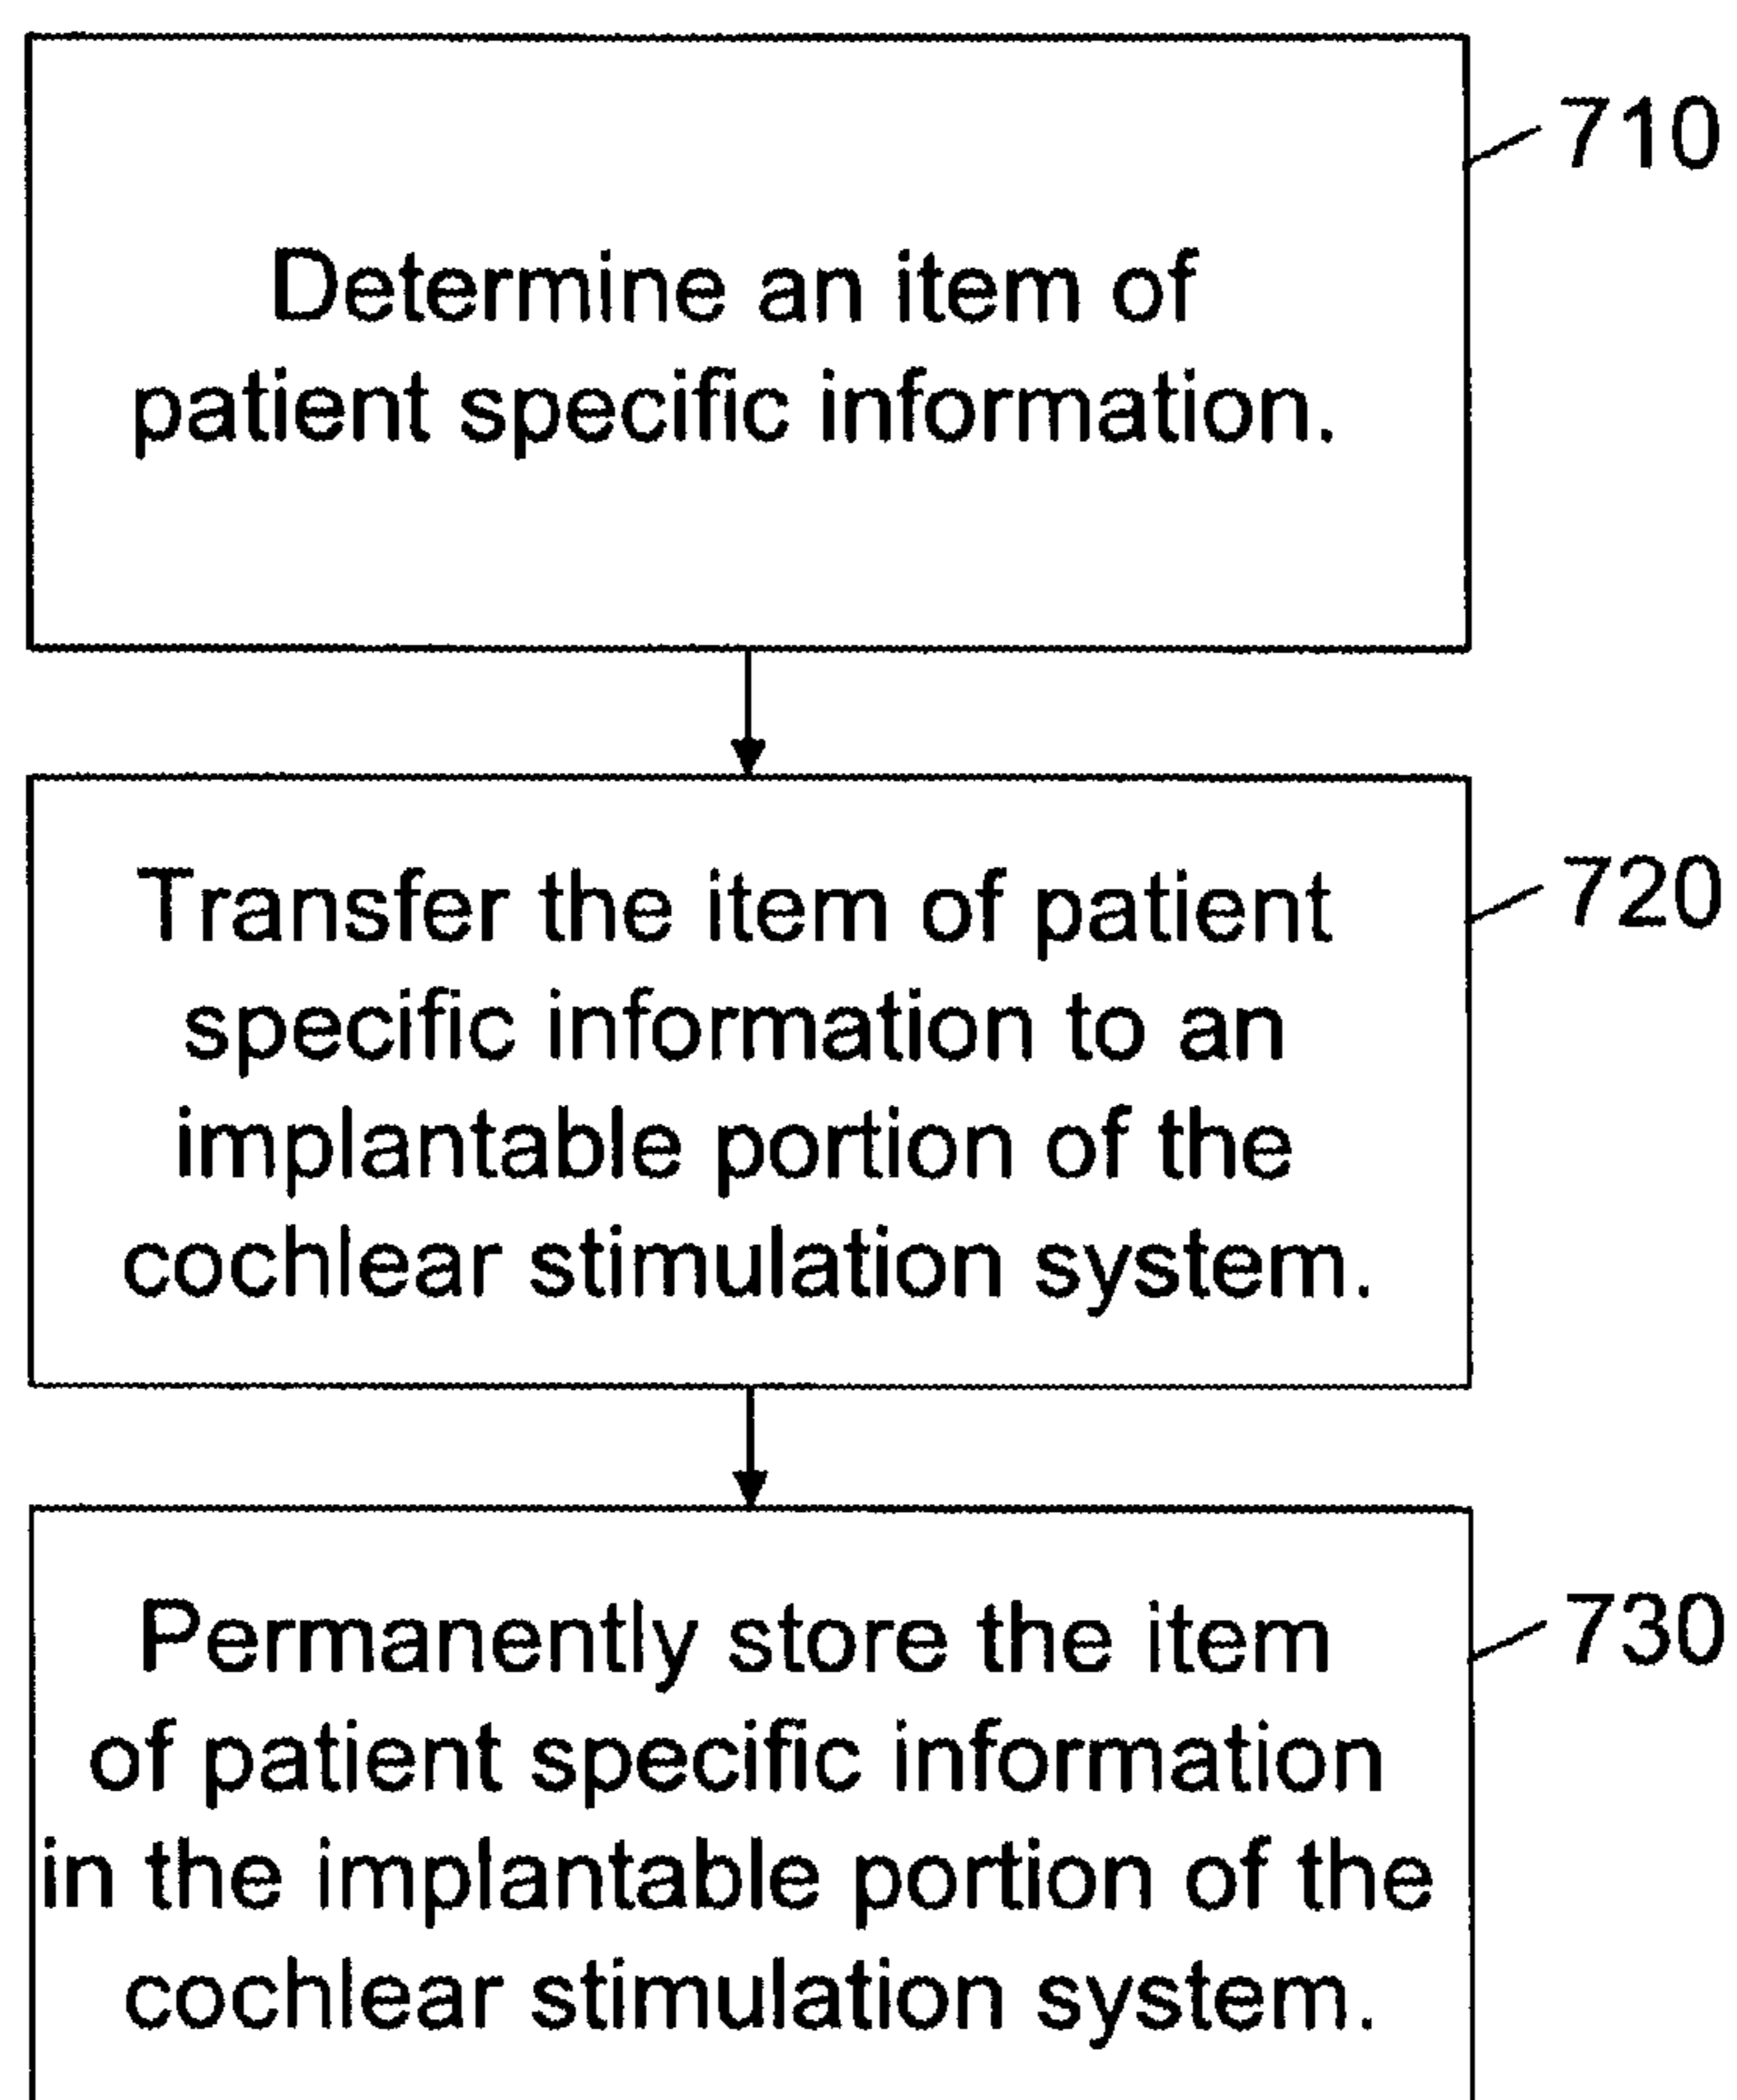 710
Determine an item of
patient specific information.
720
Transfer the item of patient
specific information to an
implantable portion of the
cochlear stimulation system.
730
Permanently store the item
of patient specific information
in the implantable portion of the
cochlear stimulation system.